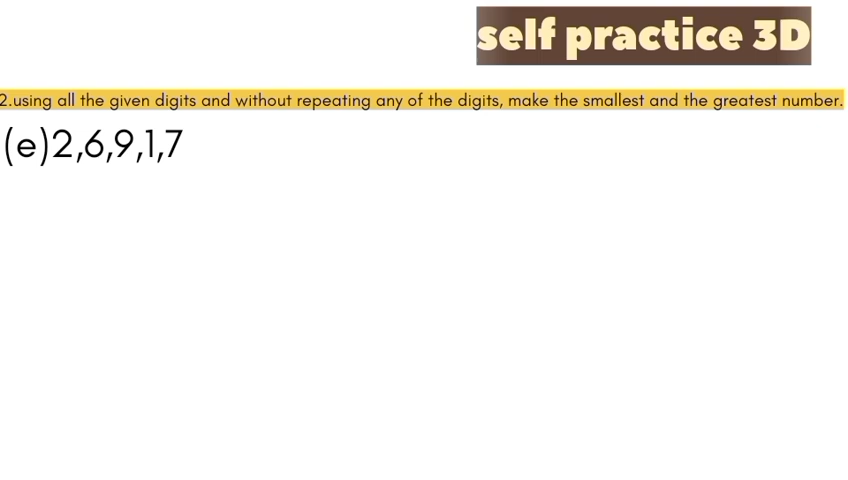 self practice 3D
2.using all the given digits and without repeating any of the digits, make the smallest and the greatest number.
(e)2,6,9,1,7